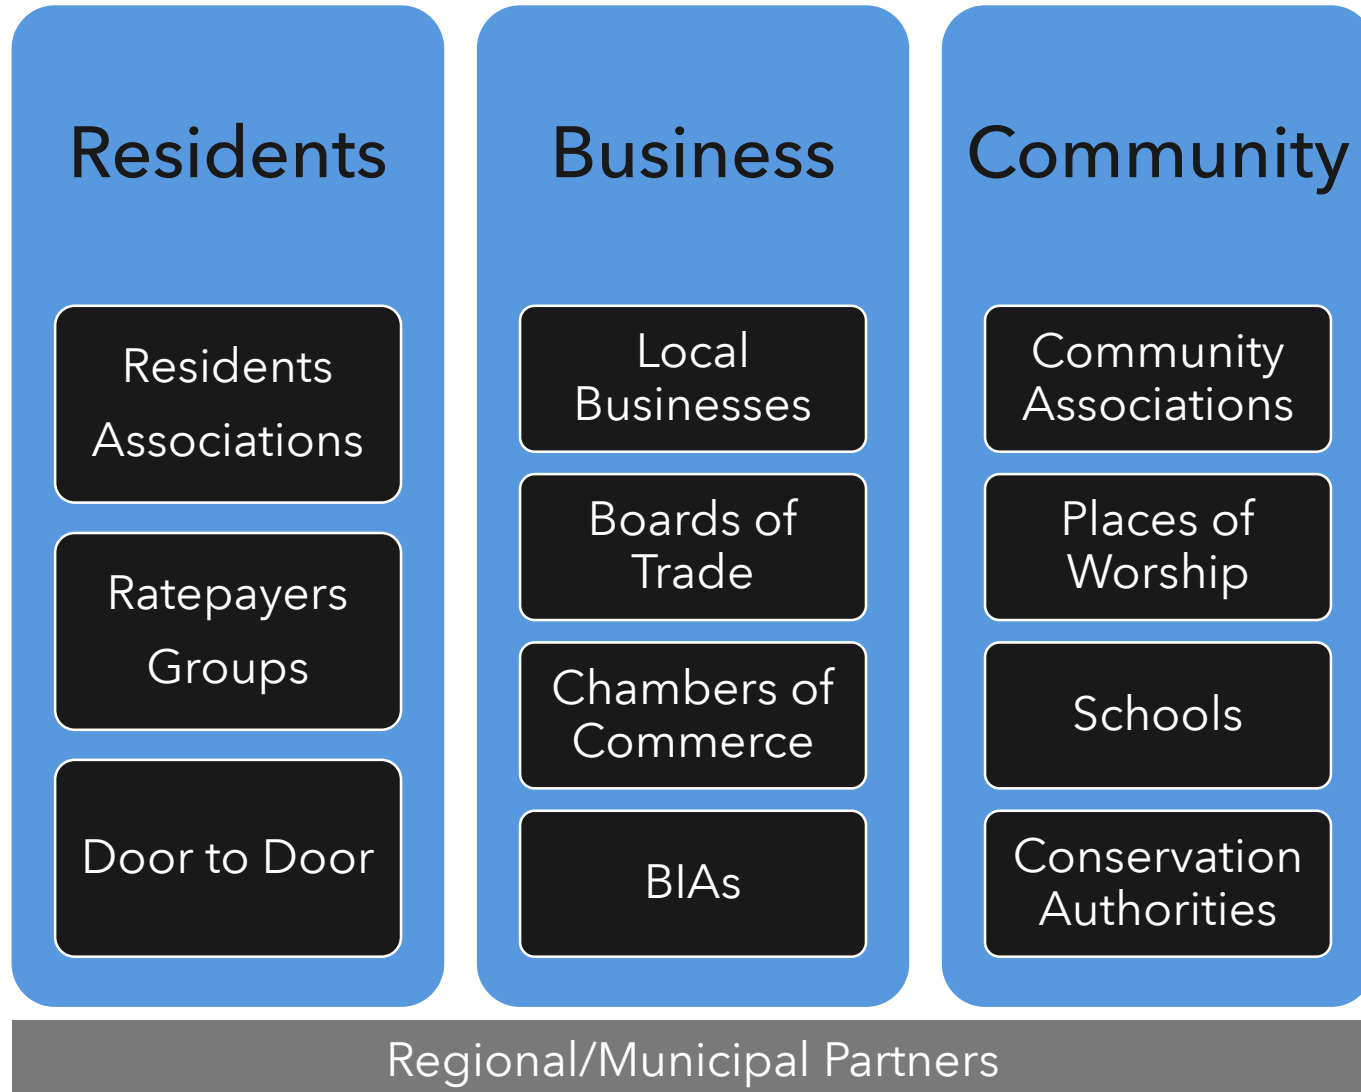 Residents
Residents
Associations
Ratepayers
Groups
Door to Door
Business
Local
Businesses
Boards of
Trade
Chambers of
Commerce
BIAs
Community
Community
Associations
Places of
Worship
Schools
Conservation
Authorities
Regional/Municipal Partners